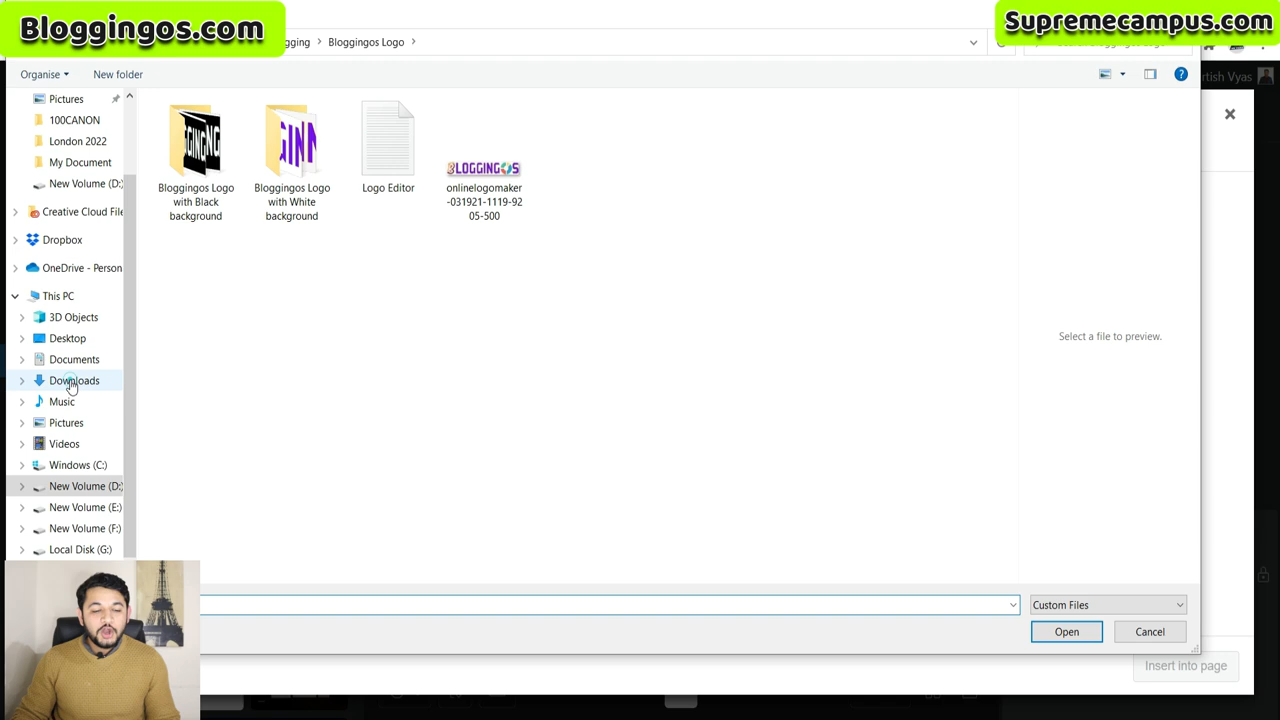 Bloggingos.com
Supremecampus.com
gging > Bloggingos Logo >
Organise
New folder
rtish Vyas
Pictures
100CANON
London 2022
My Document
New Volume (D:)
Creative Cloud File
Dropbox
OneDrive - Person
This PC
3D Objects
Desktop
Documents
Downloads
Music
Pictures
Videos
Windows (C:)
New Volume (D:)
New Volume (E:)
New Volume (F:)
Local Disk (G:)
Bloggingos Logo
with Black
background
Bloggingos Logo
with White
background
Logo Editor
BLOGGINGOS
onlinelogomaker
-031921-1119-92
05-500
Select a file to preview.
Custom Files
Open
Cancel
Insert into page